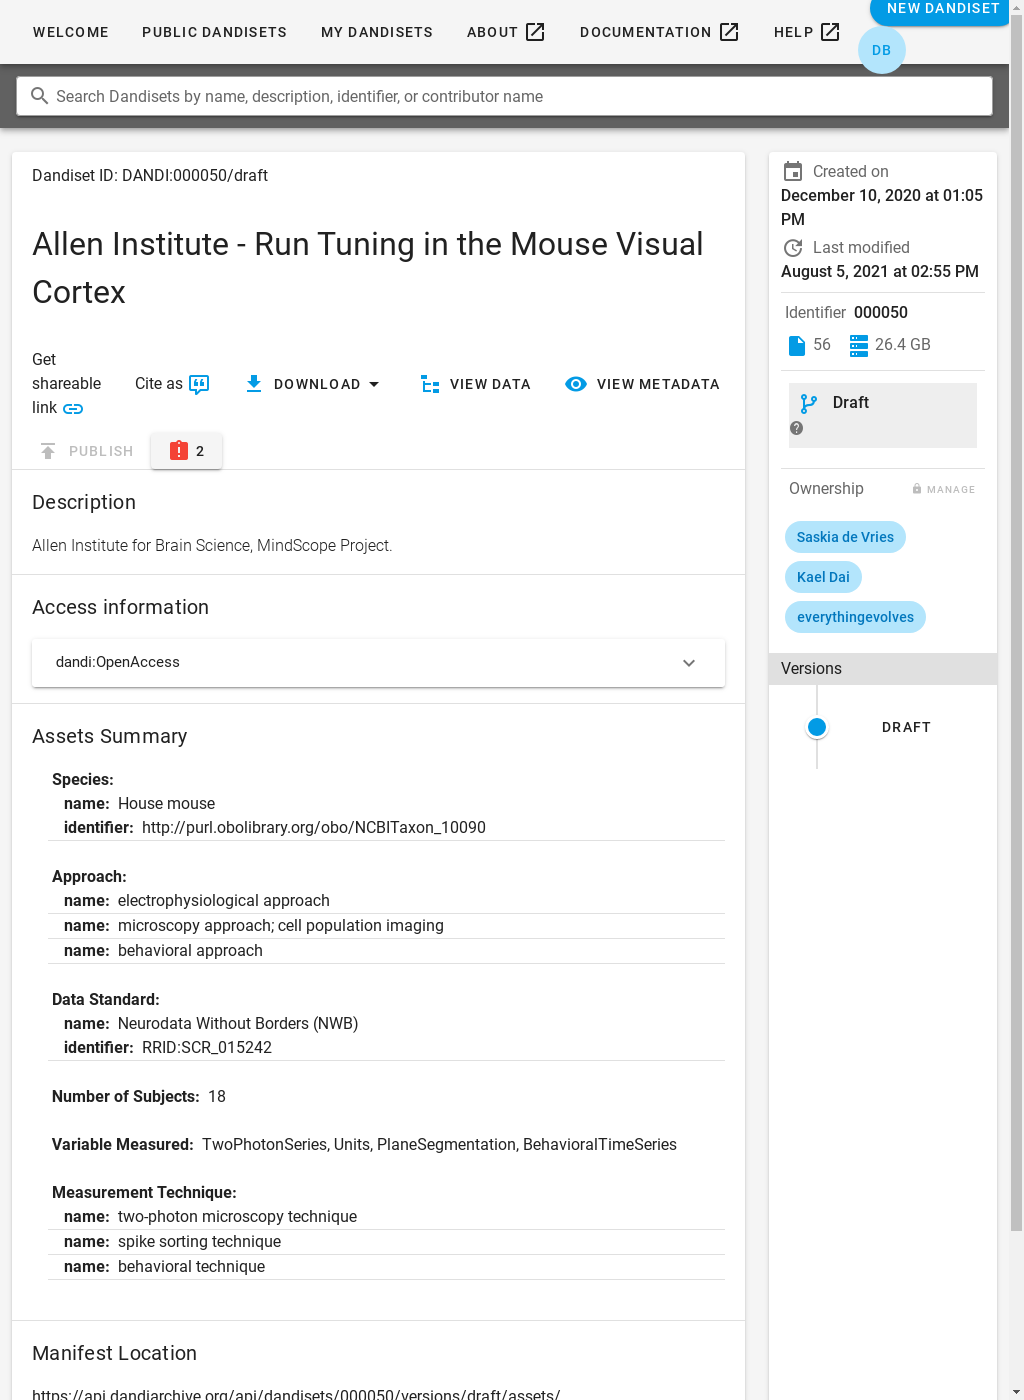 NEW DANDISET
WELCOME PUBLIC DANDISETS MY DANDISETS ABOUT DOCUMENTATION HELP
DB
Search Dandisets by name, description, identifier, or contributor name
Dandiset ID: DANDI:000050/draft
Allen Institute - Run Tuning in the Mouse Visual
Cortex
Get
shareable
link
Cite as
DOWNLOAD
VIEW DATA
VIEW METADATA
PUBLISH
2
Description
Allen Institute for Brain Science, MindScope Project.
Access information
dandi:OpenAccess
Assets Summary
Species:
name: House mouse
identifier: http://purl.obolibrary.org/obo/NCBITaxon_10090
Approach:
name: electrophysiological approach
name: microscopy approach; cell population imaging
name: behavioral approach
Data Standard:
name: Neurodata Without Borders (NWB)
identifier: RRID:SCR_015242
Number of Subjects: 18
Variable Measured: TwoPhotonSeries, Units, PlaneSegmentation, BehavioralTimeSeries
Measurement Technique:
name: two-photon microscopy technique
name: spike sorting technique
name: behavioral technique
Manifest Location
https://api.dandiarchive.org/api/dandisets/000050/versions/draft/assets/
Created on
December 10, 2020 at 01:05
PM
Last modified
August 5, 2021 at 02:55 PM
Identifier 000050
56 26.4 GB
Draft
Ownership MANAGE
Saskia de Vries
Kael Dai
everythingevolves
Versions
DRAFT